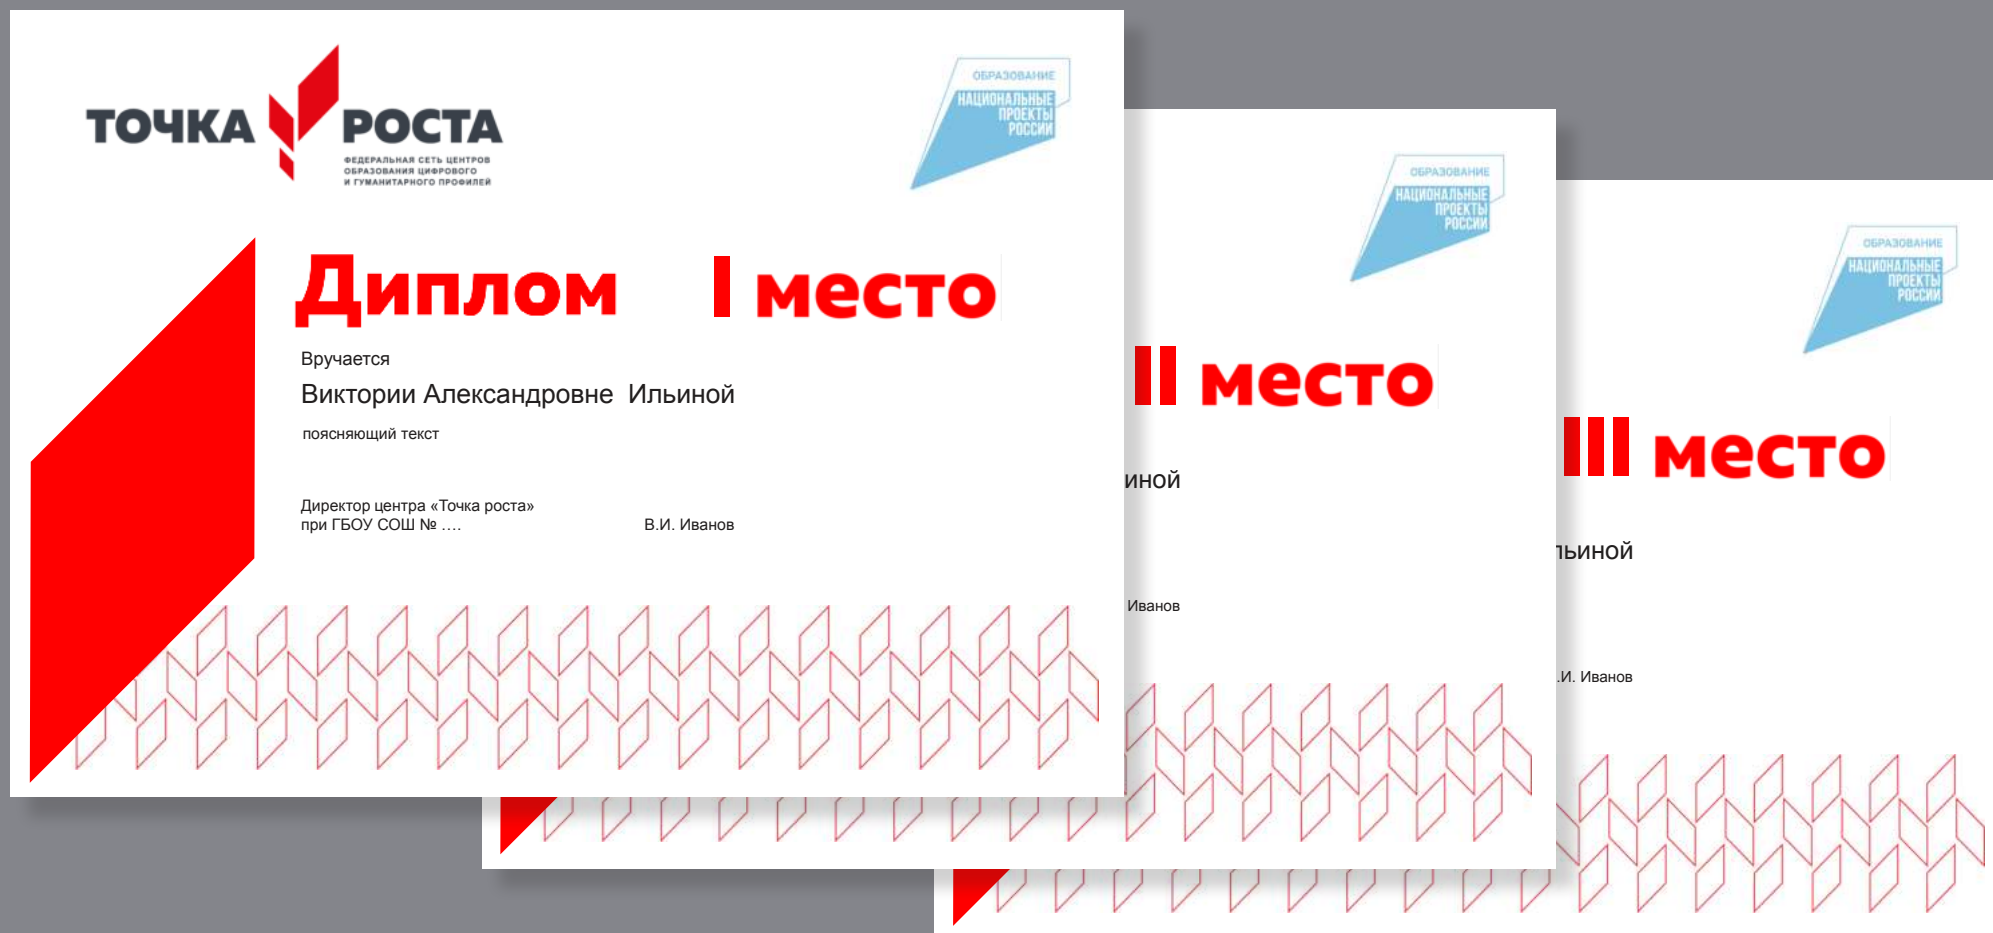 ТОЧКА РОСТА
ФЕДЕРАЛЬНАЯ СЕТЬ ЦЕНТРОВ
ОБРАЗОВАНИЯ ЦИФРОВОГО
И ГУМАНИТАРНОГО ПРОФИЛЕЙ
ОБРАЗОВАНИЕ
НАЦИОНАЛЬНЫЕ
ПРОЕКТЫ
РОССИИ
Диплом I место
Вручается
Виктории Александровне Ильиной
поясняющий текст
Директор центра «Точка роста»
при ГБОУ СОШ № .... В.И. Иванов
ОБРАЗОВАНИЕ
НАЦИОНАЛЬНЫЕ
ПРОЕКТЫ
РОССИИ
II место
иной
Иванов
ОБРАЗОВАНИЕ
НАЦИОНАЛЬНЫЕ
ПРОЕКТЫ
РОССИИ
III место
льиной
.И. Иванов